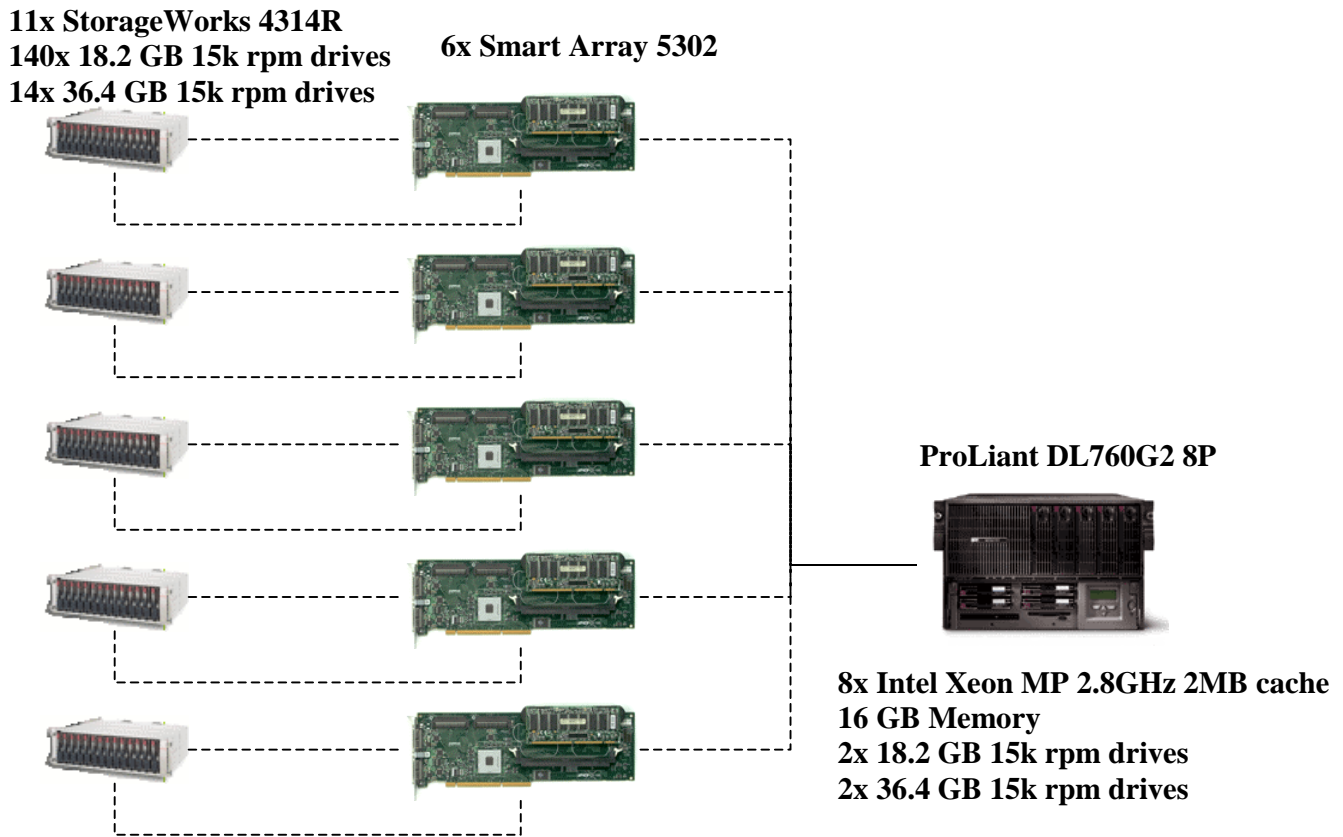 11x StorageWorks 4314R
140x 18.2 GB 15k rpm drives
14x 36.4 GB 15k rpm drives
6x Smart Array 5302
ProLiant DL760G2 8P
8x Intel Xeon MP 2.8GHz 2MB cache
16 GB Memory
2x 18.2 GB 15k rpm drives
2x 36.4 GB 15k rpm drives